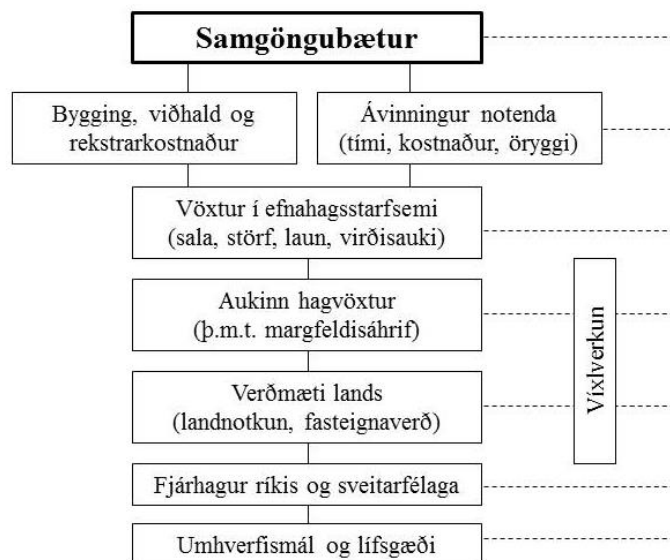 Samgöngubætur
Bygging, viðhald og
rekstrarkostnaður
Ávinningur notenda
(tími, kostnaður, öryggi)
Vöxtur í efnahagsstarfsemi
(sala, störf, laun, virðisauki)
Aukinn hagvöxtur
(þ.m.t. margfeldisáhrif)
Víxlverkun
Verðmæti lands
(landnotkun, fasteignaverð)
Fjárhagur ríkis og sveitarfélaga
Umhverfismál og lífsgæði